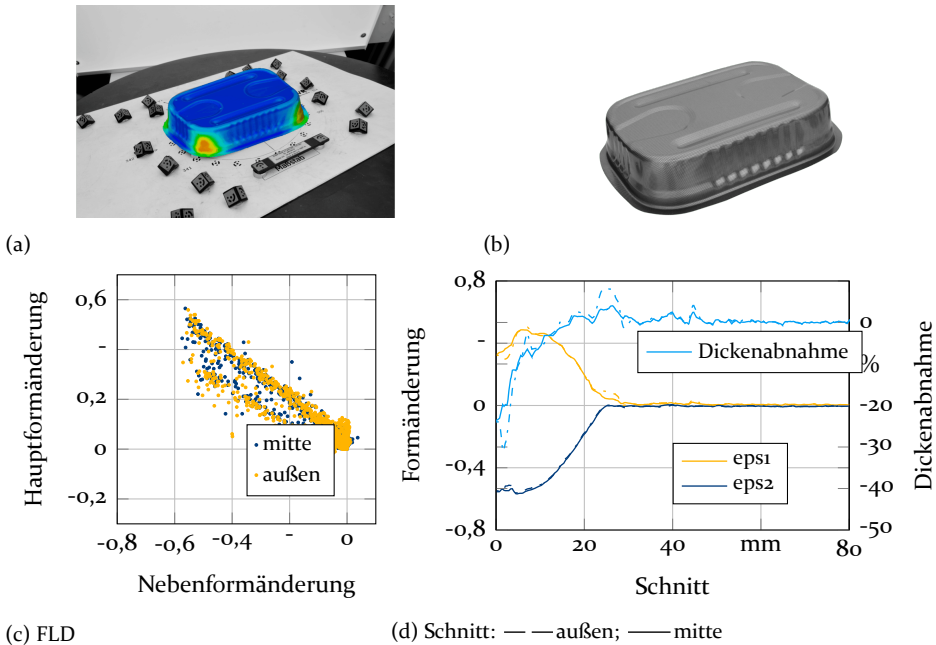 (a)
(b)
Hauptformänderung
0,6
-
0,2
0
-0,2
-0,8
-0,6
-0,4
-
0
mitte
außen
Nebenformänderung
(c) FLD
Formänderung
0,8
-
0
-0,4
-0,8
0
20
40
mm
80
Schnitt
Dickenabnahme
eps1
eps2
0
%
-20
-30
-40
-50
Dickenabnahme
(d) Schnitt: — — außen; —— mitte